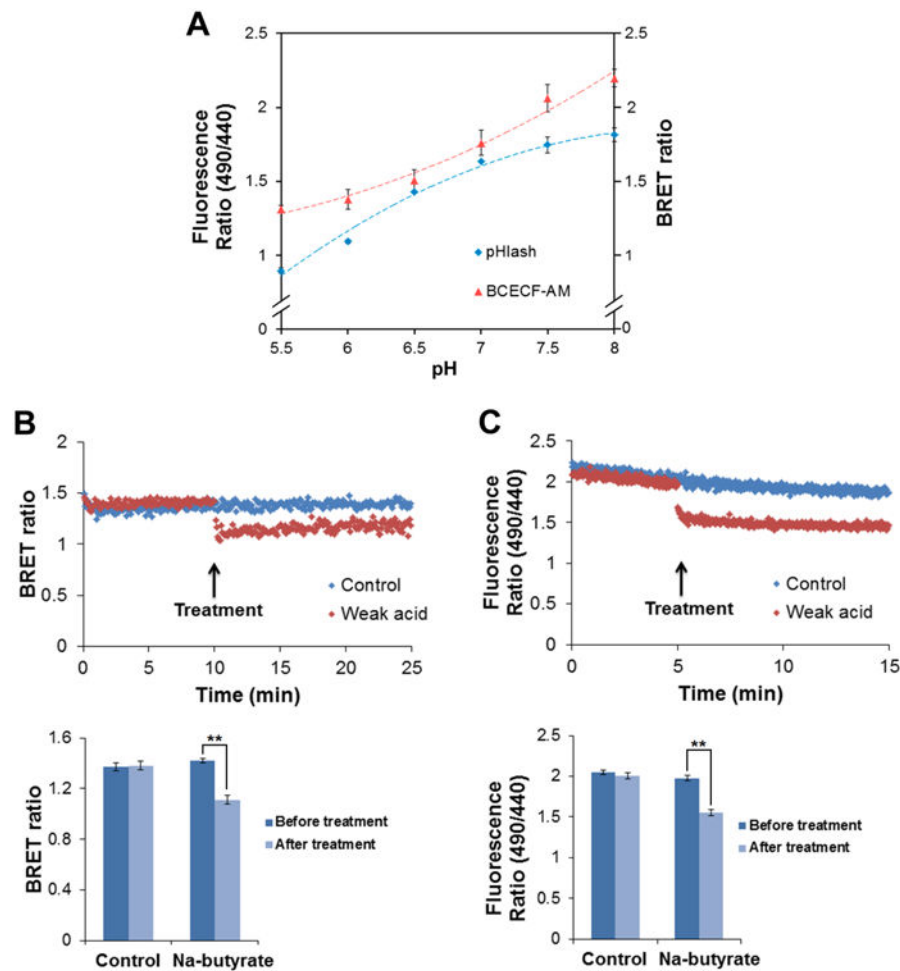 A
Fluorescence
Ratio (490/440)
2.5
2
1.5
1
0
2.5
2
1.5
1
0
BRET ratio
pHlash
BCECF-AM
5.5 6 6.5 7 7.5 8
pH
B
BRET ratio
2
1.5
1
0.5
0
Control
Weak acid
Treatment
0 5 10 15 20 25
Time (min)
C
Fluorescence
Ratio (490/440)
2.5
2
1.5
1
0.5
0
Control
Weak acid
Treatment
0 5 10 15
Time (min)
BRET ratio
1.6
1.2
1.4
0.4
0
**
Before treatment
After treatment
Control Na-butyrate
Fluorescence
Ratio (490/440)
2.5
2
1.5
1
0.5
0
**
Before treatment
After treatment
Control Na-butyrate